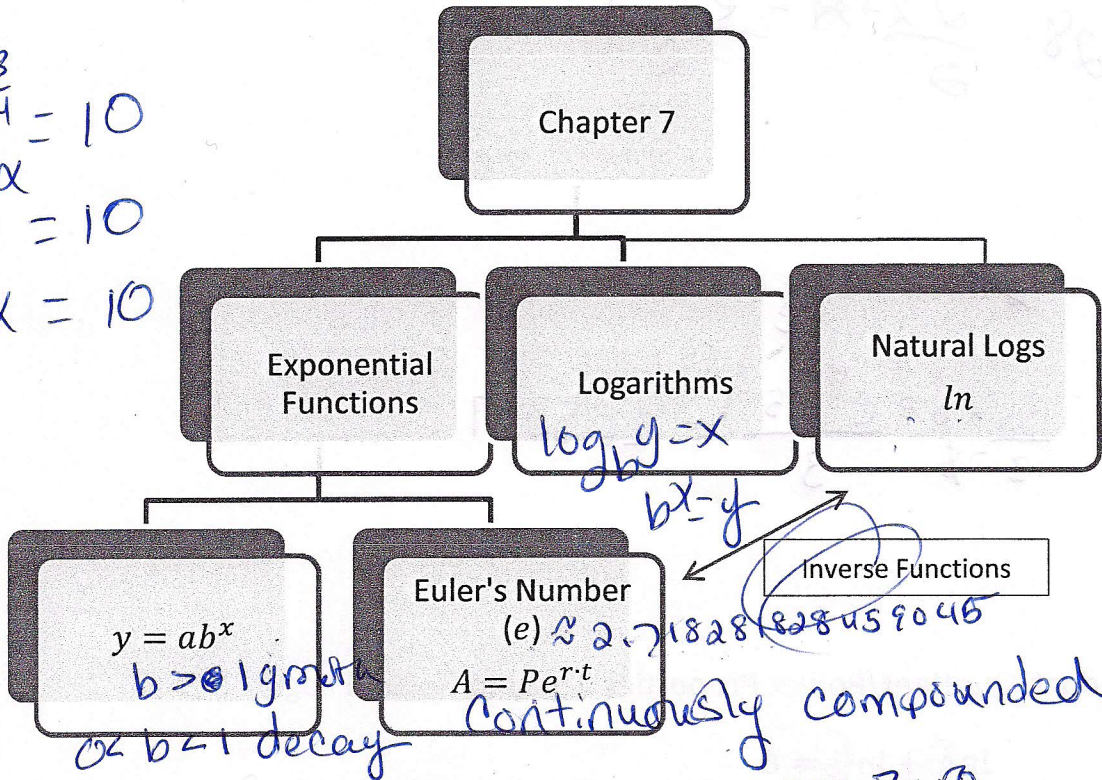 Chapter 7
= 10
= 10
x = 10
Exponential
Functions
Logarithms
log_b y = x
b^x = y
Natural Logs
ln
y = ab^x
b > 1 growth
0 < b < 1 decay
Euler's Number
(e) ≈ 2.718281828459045
A = Pe^{r·t}
Continuously compounded
Inverse Functions